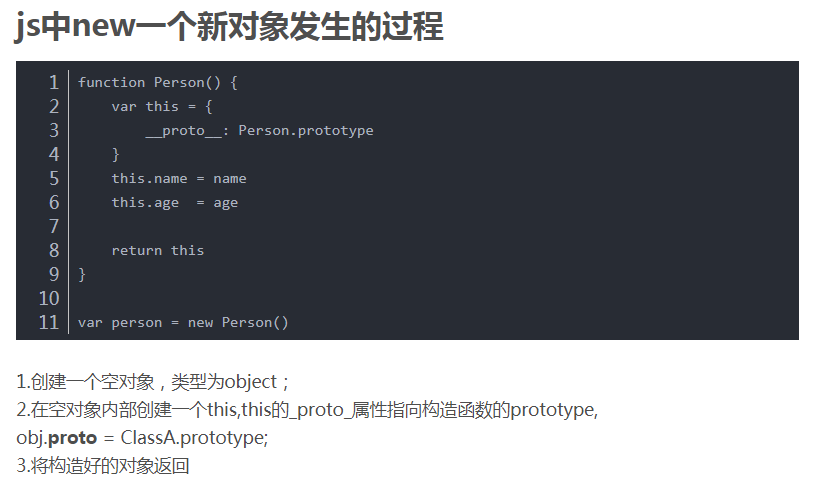 js中new一个新对象发生的过程
1 function Person() {
2     var this = {
3         __proto__: Person.prototype
4     }
5     this.name = name
6     this.age  = age
7
8     return this
9 }
10
11 var person = new Person()
1.创建一个空对象，类型为object；
2.在空对象内部创建一个this,this的_proto_属性指向构造函数的prototype,
obj.proto = ClassA.prototype;
3.将构造好的对象返回